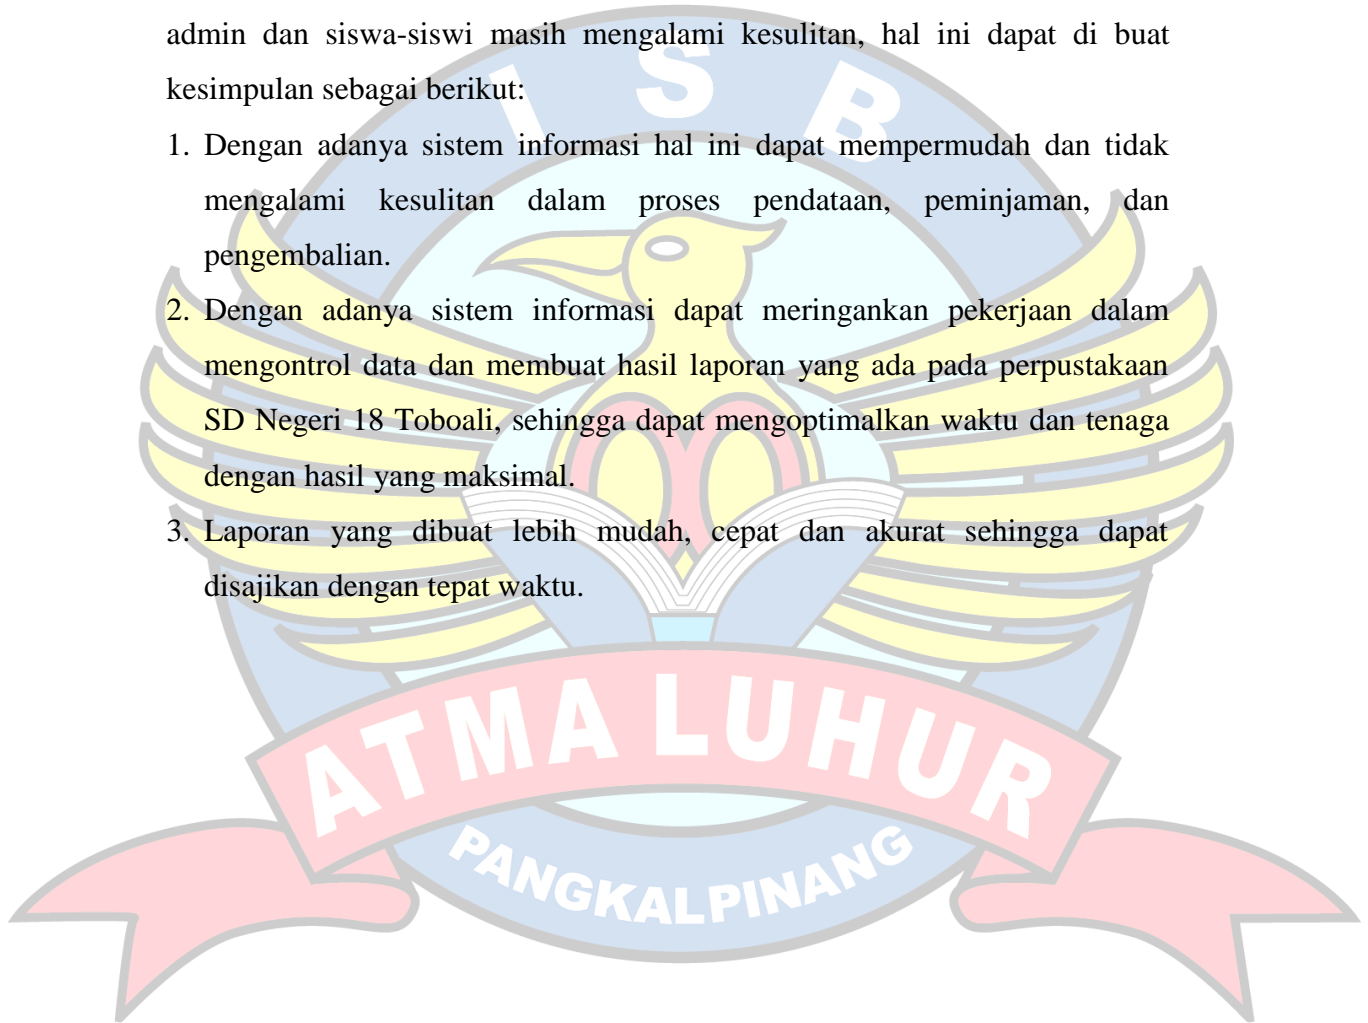 admin dan siswa-siswi masih mengalami kesulitan, hal ini dapat di buat
kesimpulan sebagai berikut:
1. Dengan adanya sistem informasi hal ini dapat mempermudah dan tidak
mengalami kesulitan dalam proses pendataan, peminjaman, dan
pengembalian.
2. Dengan adanya sistem informasi dapat meringankan pekerjaan dalam
mengontrol data dan membuat hasil laporan yang ada pada perpustakaan
SD Negeri 18 Toboali, sehingga dapat mengoptimalkan waktu dan tenaga
dengan hasil yang maksimal.
3. Laporan yang dibuat lebih mudah, cepat dan akurat sehingga dapat
disajikan dengan tepat waktu.
I S B
ATMA LUHUR
PANGKALPINANG